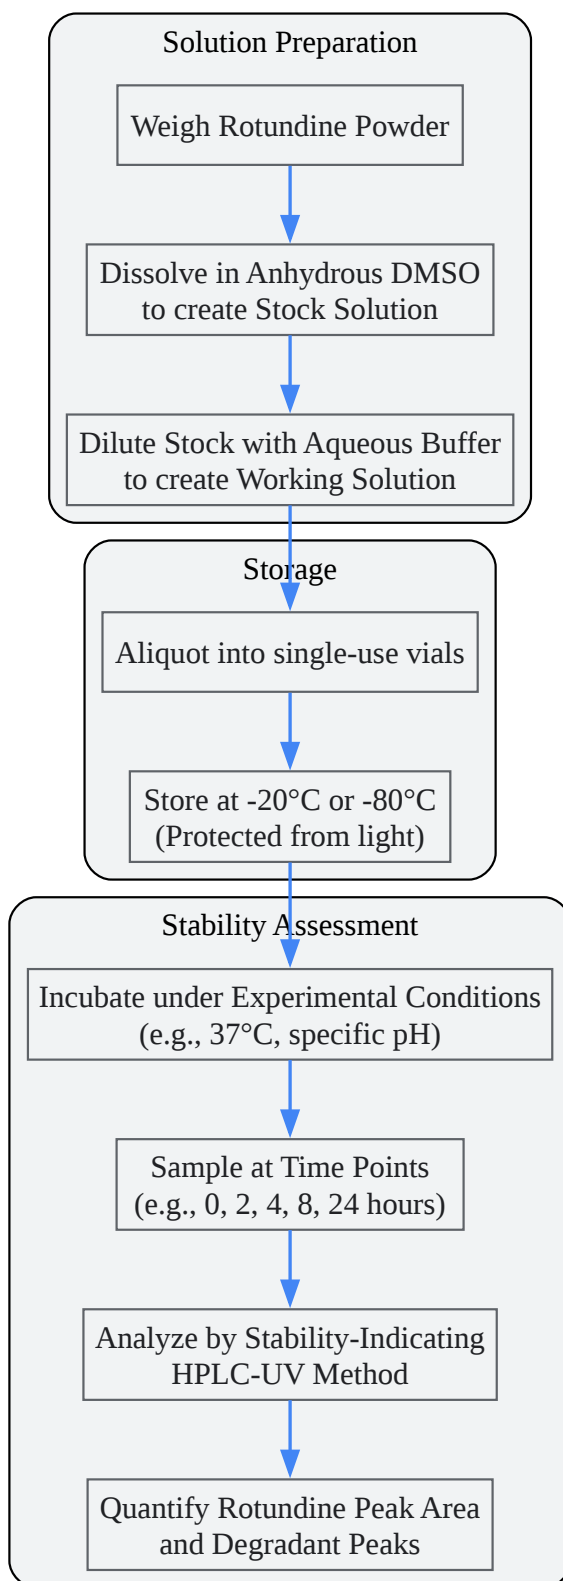 Solution Preparation
Weigh Rotundine Powder
Dissolve in Anhydrous DMSO
to create Stock Solution
Dilute Stock with Aqueous Buffer
to create Working Solution
Storage
Aliquot into single-use vials
Store at -20°C or -80°C
(Protected from light)
Stability Assessment
Incubate under Experimental Conditions
(e.g., 37°C, specific pH)
Sample at Time Points
(e.g., 0, 2, 4, 8, 24 hours)
Analyze by Stability-Indicating
HPLC-UV Method
Quantify Rotundine Peak Area
and Degradant Peaks